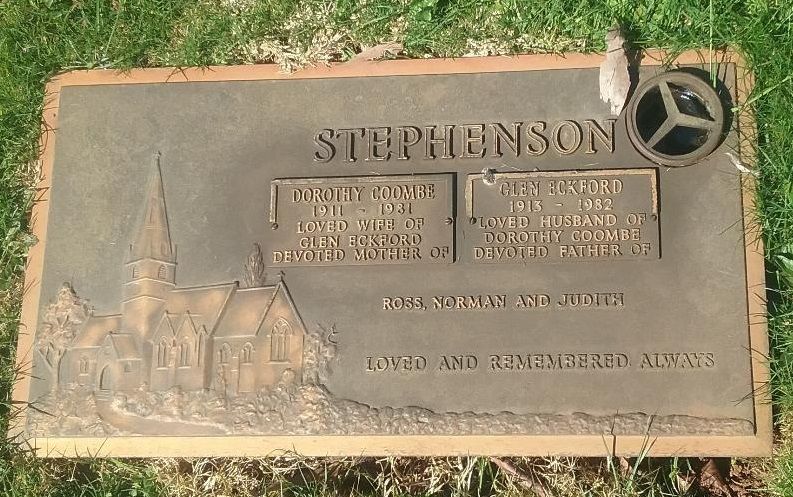 STEPHENSON
DOROTHY COOMBE
1911 - 1981
LOVED WIFE OF
GLEN ECKFORD
DEVOTED MOTHER OF
GLEN ECKFORD
1913 - 1982
LOVED HUSBAND OF
DOROTHY COOMBE
DEVOTED FATHER OF
ROSS, NORMAN AND JUDITH
LOVED AND REMEMBERED ALWAYS